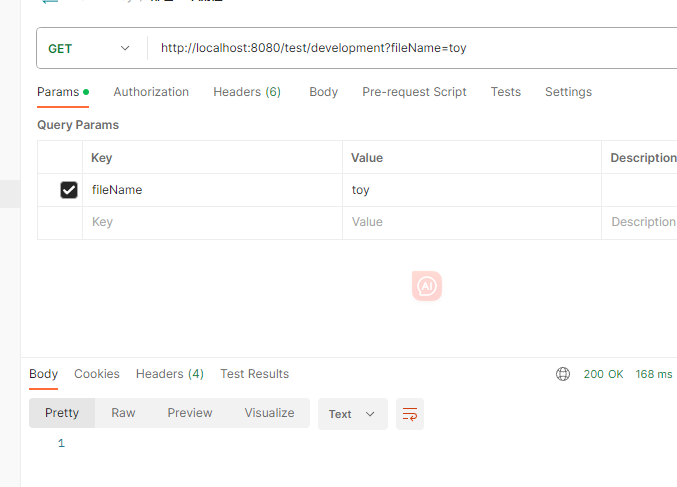 GET http://localhost:8080/test/development?fileName=toy
Params Authorization Headers (6) Body Pre-request Script Tests Settings
Query Params
Key Value Description
fileName toy
Key Value Description
AI
Body Cookies Headers (4) Test Results 200 OK 168 ms
Pretty Raw Preview Visualize Text
1